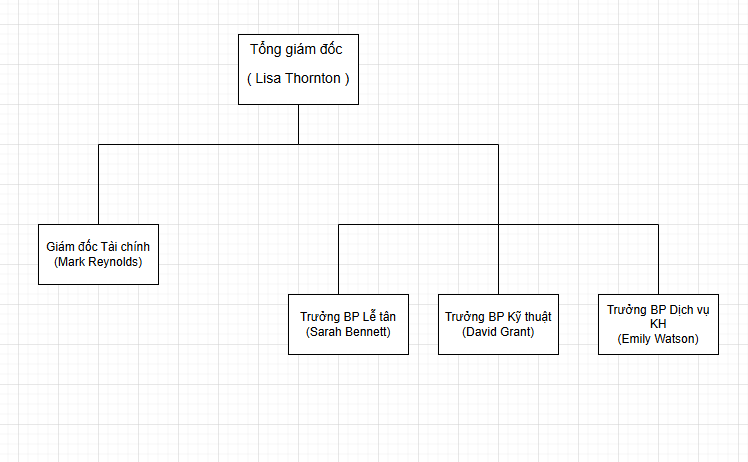 Tổng giám đốc
( Lisa Thornton )
Giám đốc Tải chính
(Mark Reynolds)
Trưởng BP Lễ tân
(Sarah Bennett)
Trưởng BP Kỹ thuật
(David Grant)
Trưởng BP Dịch vụ
KH
(Emily Watson)